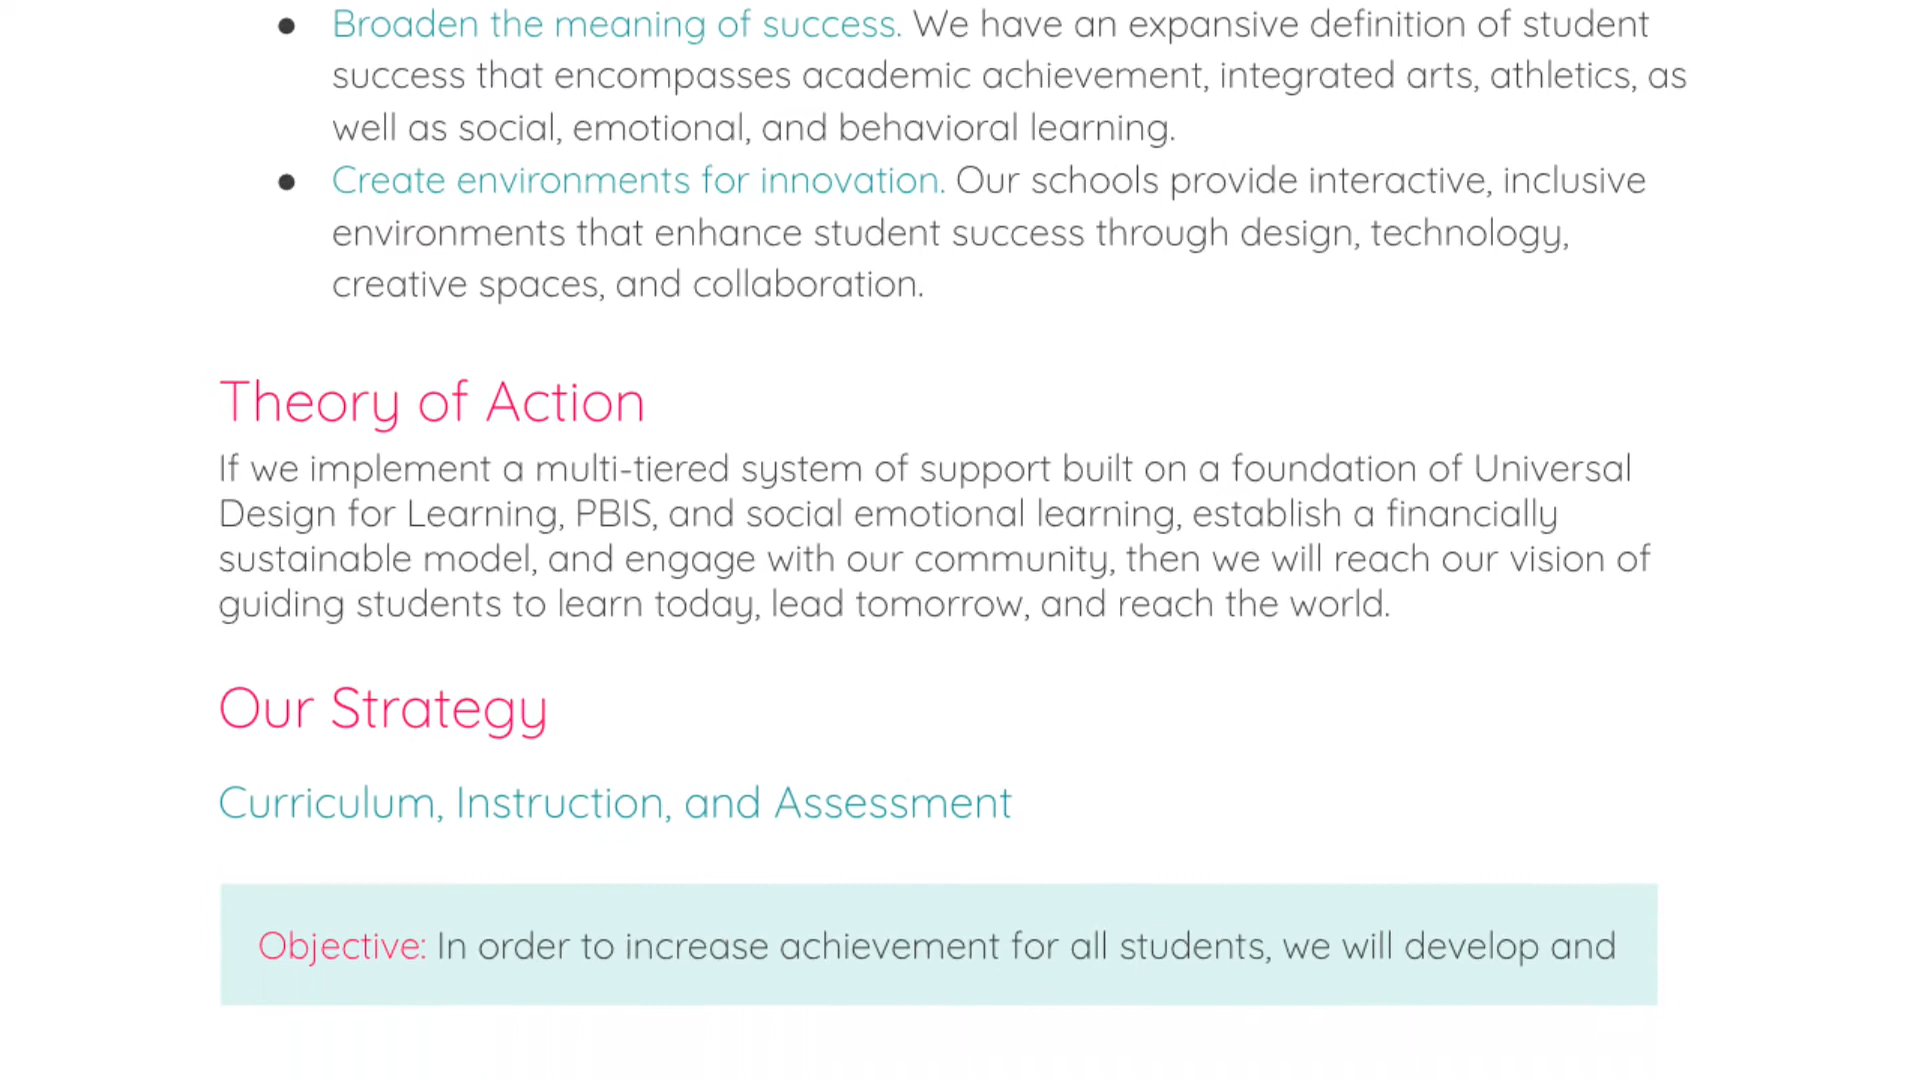 ● Broaden the meaning of success. We have an expansive definition of student
success that encompasses academic achievement, integrated arts, athletics, as
well as social, emotional, and behavioral learning.
● Create environments for innovation. Our schools provide interactive, inclusive
environments that enhance student success through design, technology,
creative spaces, and collaboration.
Theory of Action
If we implement a multi-tiered system of support built on a foundation of Universal
Design for Learning, PBIS, and social emotional learning, establish a financially
sustainable model, and engage with our community, then we will reach our vision of
guiding students to learn today, lead tomorrow, and reach the world.
Our Strategy
Curriculum, Instruction, and Assessment
Objective: In order to increase achievement for all students, we will develop and